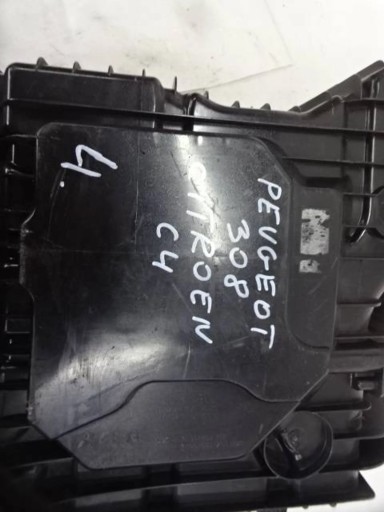 PEUGEOT
308
CITROEN
C4
4.